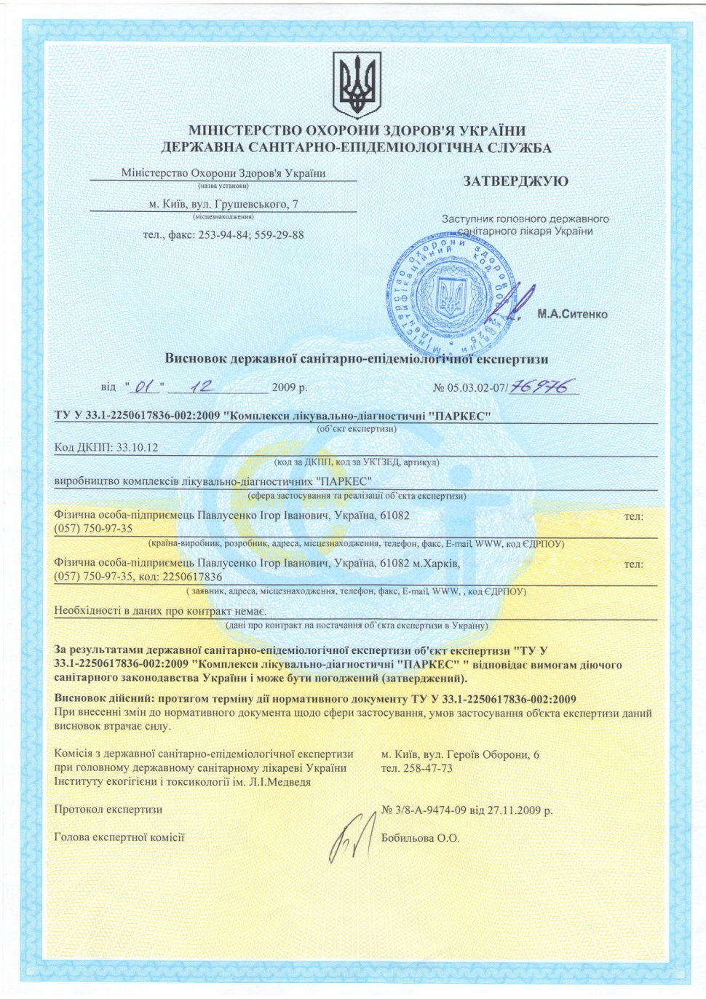 МІНІСТЕРСТВО ОХОРОНИ ЗДОРОВ'Я УКРАЇНИ
ДЕРЖАВНА САНІТАРНО-ЕПІДЕМІОЛОГІЧНА СЛУЖБА
Міністерство Охорони Здоров'я України
(назва установи)
м. Київ, вул. Грушевського, 7
(місцезнаходження)
тел., факс: 253-94-84; 559-29-88
ЗАТВЕРДЖУЮ
Заступник головного державного
санітарного лікаря України
Міністерство охорони здоров'я України
Ідентифікаційний код 00012925
М.А.Ситенко
Висновок державної санітарно-епідеміологічної експертизи
від "01" 12 2009 р. № 05.03.02-07/76976
ТУ У 33.1-2250617836-002:2009 "Комплекси лікувально-діагностичні "ПАРКЕС"
(об'єкт експертизи)
Код ДКПП: 33.10.12
(код за ДКПП, код за УКТЗЕД, артикул)
виробництво комплексів лікувально-діагностичних "ПАРКЕС"
(сфера застосування та реалізації об'єкта експертизи)
Фізична особа-підприємець Павлусенко Ігор Іванович, Україна, 61082 тел:
(057) 750-97-35
(країна-виробник, розробник, адреса, місцезнаходження, телефон, факс, E-mail, WWW, код ЄДРПОУ)
Фізична особа-підприємець Павлусенко Ігор Іванович, Україна, 61082 м.Харків, тел:
(057) 750-97-35, код: 2250617836
( заявник, адреса, місцезнаходження, телефон, факс, E-mail, WWW, , код ЄДРПОУ)
Необхідності в даних про контракт немає.
(дані про контракт на постачання об'єкта експертизи в Україну)
За результатами державної санітарно-епідеміологічної експертизи об'єкт експертизи "ТУ У
33.1-2250617836-002:2009 "Комплекси лікувально-діагностичні "ПАРКЕС" " відповідає вимогам діючого
санітарного законодавства України і може бути погоджений (затверджений).
Висновок дійсний: протягом терміну дії нормативного документу ТУ У 33.1-2250617836-002:2009
При внесенні змін до нормативного документа щодо сфери застосування, умов застосування об'єкта експертизи даний
висновок втрачає силу.
Комісія з державної санітарно-епідеміологічної експертизи
при головному державному санітарному лікареві України
Інституту екогігієни і токсикології ім. Л.І.Медведя
м. Київ, вул. Героїв Оборони, 6
тел. 258-47-73
Протокол експертизи № 3/8-А-9474-09 від 27.11.2009 р.
Голова експертної комісії Бобильова О.О.